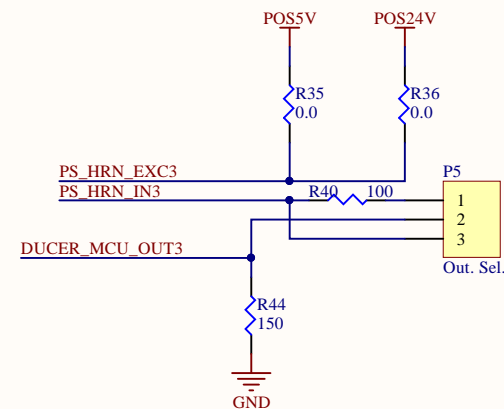 POS5V POS24V
R35 R36
0.0 0.0
PS_HRN_EXC3 P5
PS_HRN_IN3 R40 100 1
2
DUCER_MCU_OUT3 3
Out. Sel.
R44
150
GND